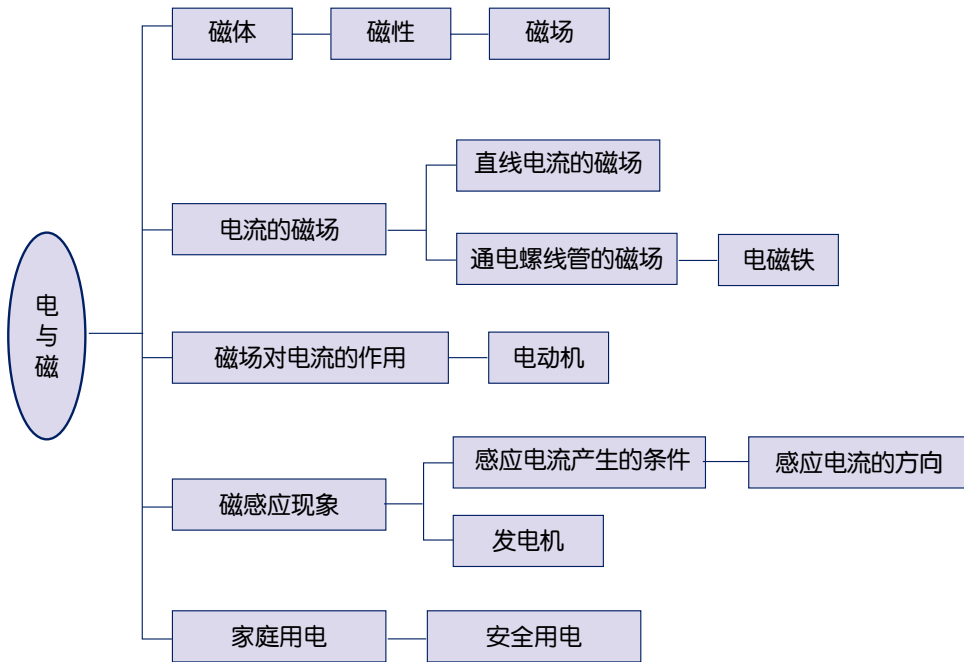 电与磁
磁体
磁性
磁场
电流的磁场
直线电流的磁场
通电螺线管的磁场
电磁铁
磁场对电流的作用
电动机
磁感应现象
感应电流产生的条件
感应电流的方向
发电机
家庭用电
安全用电